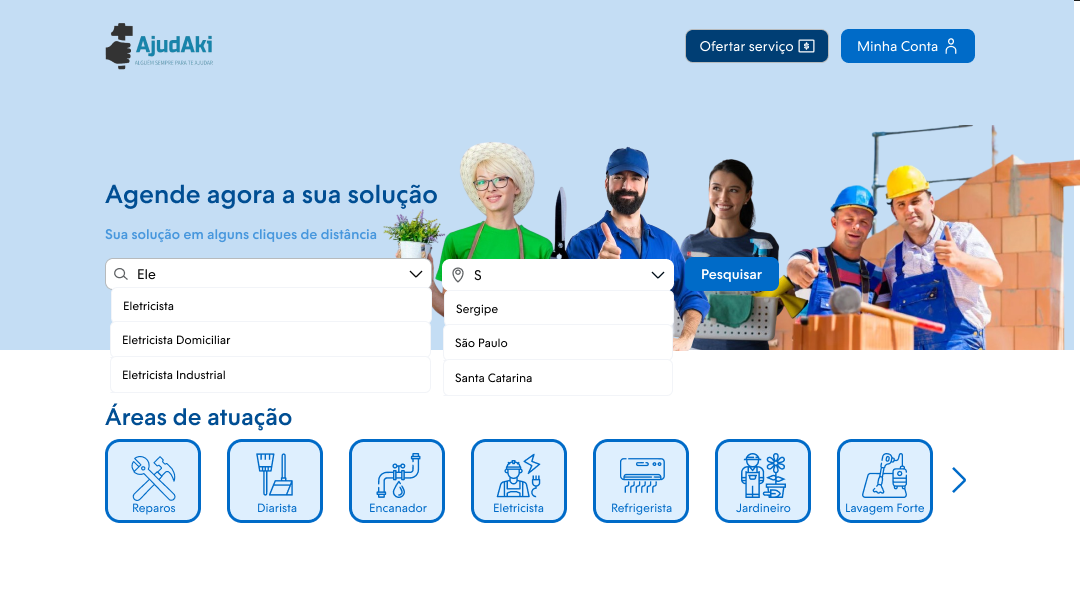 AjudAki
ALGUÉM SEMPRE PARA TE AJUDAR!
Ofertar serviço
Minha Conta
Agende agora a sua solução
Sua solução em alguns cliques de distância
Ele
S
Pesquisar
Eletricista
Eletricista Domiciliar
Eletricista Industrial
Sergipe
São Paulo
Santa Catarina
Áreas de atuação
Reparos
Diarista
Encanador
Eletricista
Refrigerista
Jardineiro
Lavagem Forte